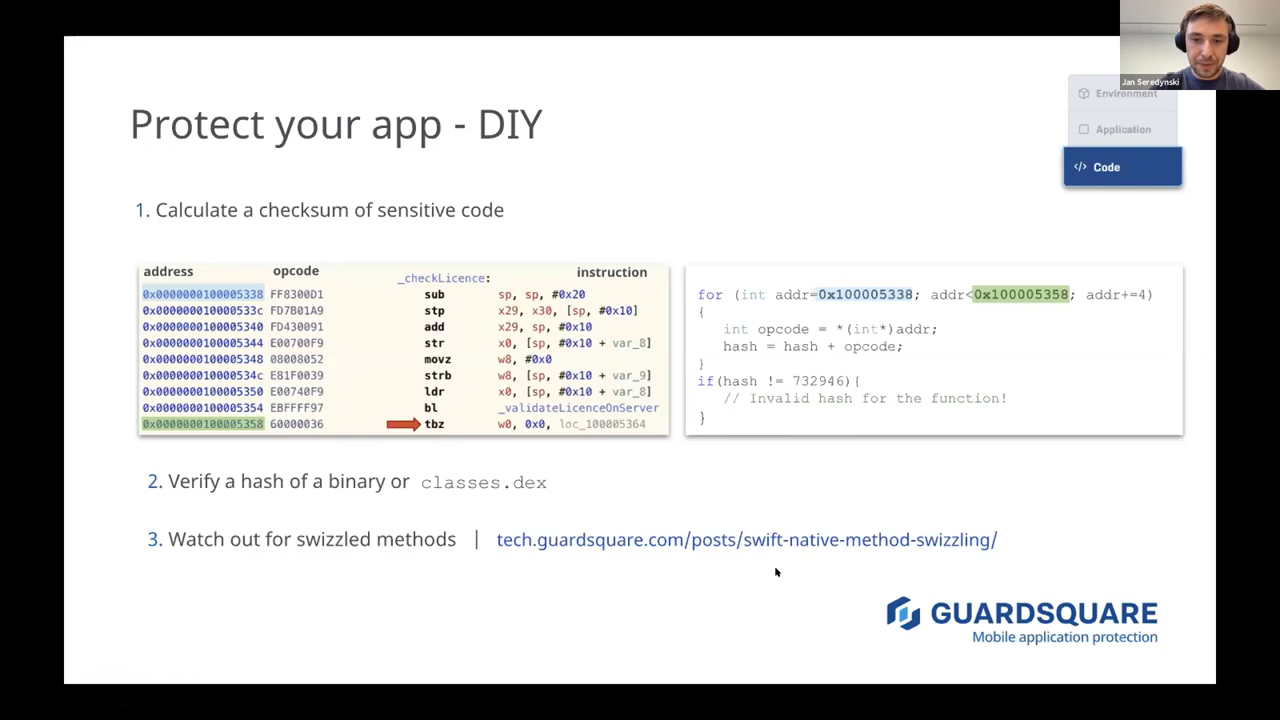 Jan Seredynski
Environment
Application
</> Code
Protect your app - DIY
1. Calculate a checksum of sensitive code
address opcode instruction
_checkLicence:
0x0000000100005338 FF8300D1 sub sp, sp, #0x20
0x000000010000533c FD7B01A9 stp x29, x30, [sp, #0x10]
0x0000000100005340 FD430091 add x29, sp, #0x10
0x0000000100005344 E00700F9 str x0, [sp, #0x10 + var_8]
0x0000000100005348 08008052 movz w8, #0x0
0x000000010000534c E81F0039 strb w8, [sp, #0x10 + var_9]
0x0000000100005350 E00740F9 ldr x0, [sp, #0x10 + var_8]
0x0000000100005354 EBFFFF97 bl _validateLicenceOnServer
0x0000000100005358 60000036 tbz w0, 0x0, loc_100005364
for (int addr=0x100005338; addr<0x100005358; addr+=4)
{
int opcode = *(int*)addr;
hash = hash + opcode;
}
if(hash != 732946){
// Invalid hash for the function!
}
2. Verify a hash of a binary or classes.dex
3. Watch out for swizzled methods | tech.guardsquare.com/posts/swift-native-method-swizzling/
GUARDSQUARE
Mobile application protection